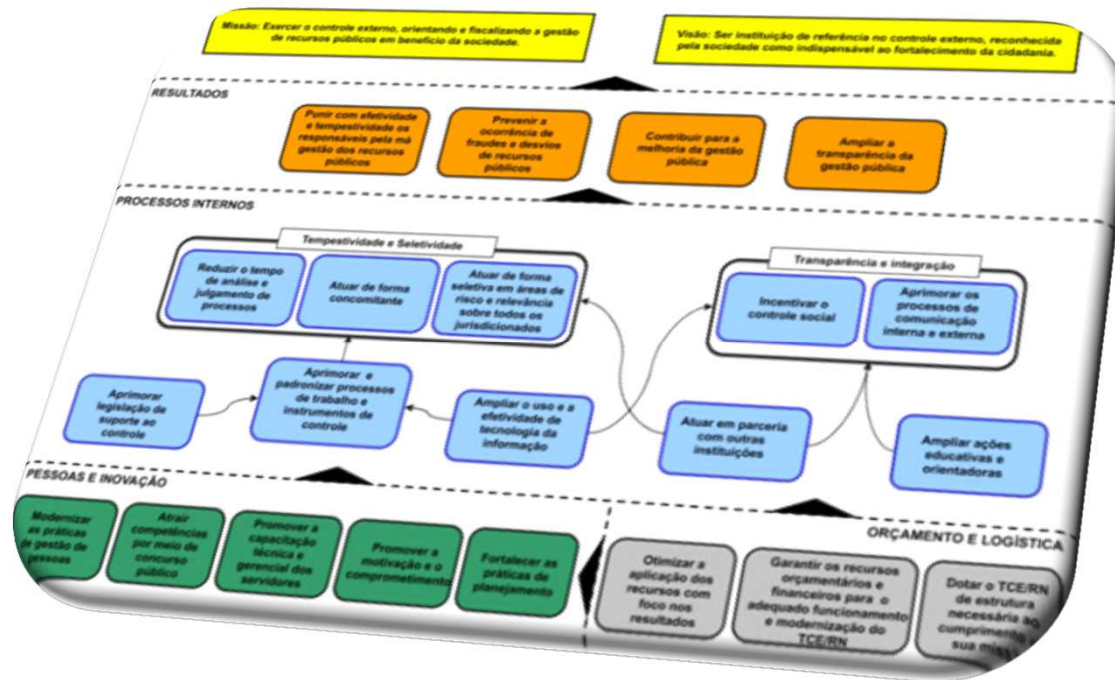 Missão: Exercer o controle externo, orientando e fiscalizando a gestão
de recursos públicos em benefício da sociedade.
Visão: Ser instituição de referência no controle externo, reconhecida
pela sociedade como indispensável ao fortalecimento da cidadania.
RESULTADOS
Punir com efetividade
e tempestividade os
responsáveis pela má
gestão dos recursos
públicos
Prevenir a
ocorrência de
fraudes e desvios
de recursos
públicos
Contribuir para a
melhoria da gestão
pública
Ampliar a
transparência da
gestão pública
PROCESSOS INTERNOS
Tempestividade e Seletividade
Reduzir o tempo
de análise e
julgamento de
processos
Atuar de forma
concomitante
Atuar de forma
seletiva em áreas de
risco e relevância
sobre todos os
jurisdicionados
Transparência e integração
Incentivar o
controle social
Aprimorar os
processos de
comunicação
interna e externa
Aprimorar
legislação de
suporte ao
controle
Aprimorar e
padronizar processos
de trabalho e
instrumentos de
controle
Ampliar o uso e a
efetividade de
tecnologia da
informação
Atuar em parceria
com outras
instituições
Ampliar ações
educativas e
orientadoras
PESSOAS E INOVAÇÃO
Modernizar
as práticas
de gestão de
pessoas
Atrair
competências
por meio de
concurso
público
Promover a
capacitação
técnica e
gerencial dos
servidores
Promover a
motivação e o
comprometimento
Fortalecer as
práticas de
planejamento
ORÇAMENTO E LOGÍSTICA
Otimizar a
aplicação dos
recursos com
foco nos
resultados
Garantir os recursos
orçamentários e
financeiros para o
adequado funcionamento
e modernização do
TCE/RN
Dotar o TCE/RN
de estrutura
necessária ao
cumprimento
sua